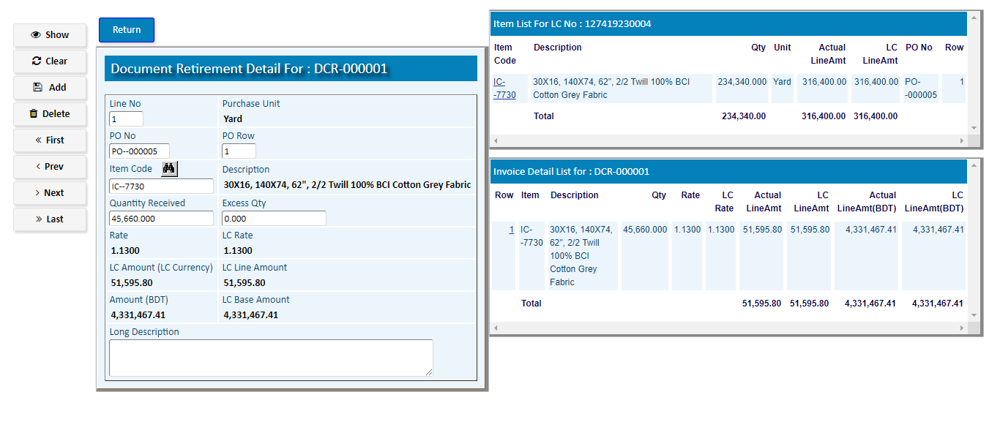 Show
Clear
Add
Delete
First
Prev
Next
Last
Return
Document Retirement Detail For : DCR-000001
Line No
Purchase Unit
1
Yard
PO No
PO Row
PO--000005
1
Item Code
Description
IC--7730
30X16, 140X74, 62", 2/2 Twill 100% BCI Cotton Grey Fabric
Quantity Received
Excess Qty
45,660.000
0.000
Rate
LC Rate
1.1300
1.1300
LC Amount (LC Currency)
LC Line Amount
51,595.80
51,595.80
Amount (BDT)
LC Base Amount
4,331,467.41
4,331,467.41
Long Description
Item List For LC No : 127419230004
Item Description Qty Unit Actual LC PO No Row
Code LineAmt LineAmt
IC- 30X16, 140X74, 62", 2/2 Twill 100% BCI 234,340.000 Yard 316,400.00 316,400.00 PO- 1
-7730 Cotton Grey Fabric -000005
Total 234,340.00 316,400.00 316,400.00
Invoice Detail List for : DCR-000001
Row Item Description Qty Rate LC Actual LC Actual LC
Rate LineAmt LineAmt LineAmt(BDT) LineAmt(BDT)
1 IC- 30X16, 140X74, 45,660.000 1.1300 1.1300 51,595.80 51,595.80 4,331,467.41 4,331,467.41
-7730 62", 2/2 Twill
100% BCI
Cotton Grey
Fabric
Total 51,595.80 51,595.80 4,331,467.41 4,331,467.41